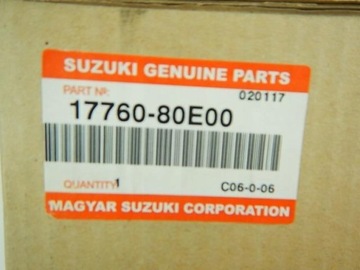 SUZUKI GENUINE PARTS
PART №: 020117
17760-80E00
QUANTITY 1 C06-0-06
MAGYAR SUZUKI CORPORATION